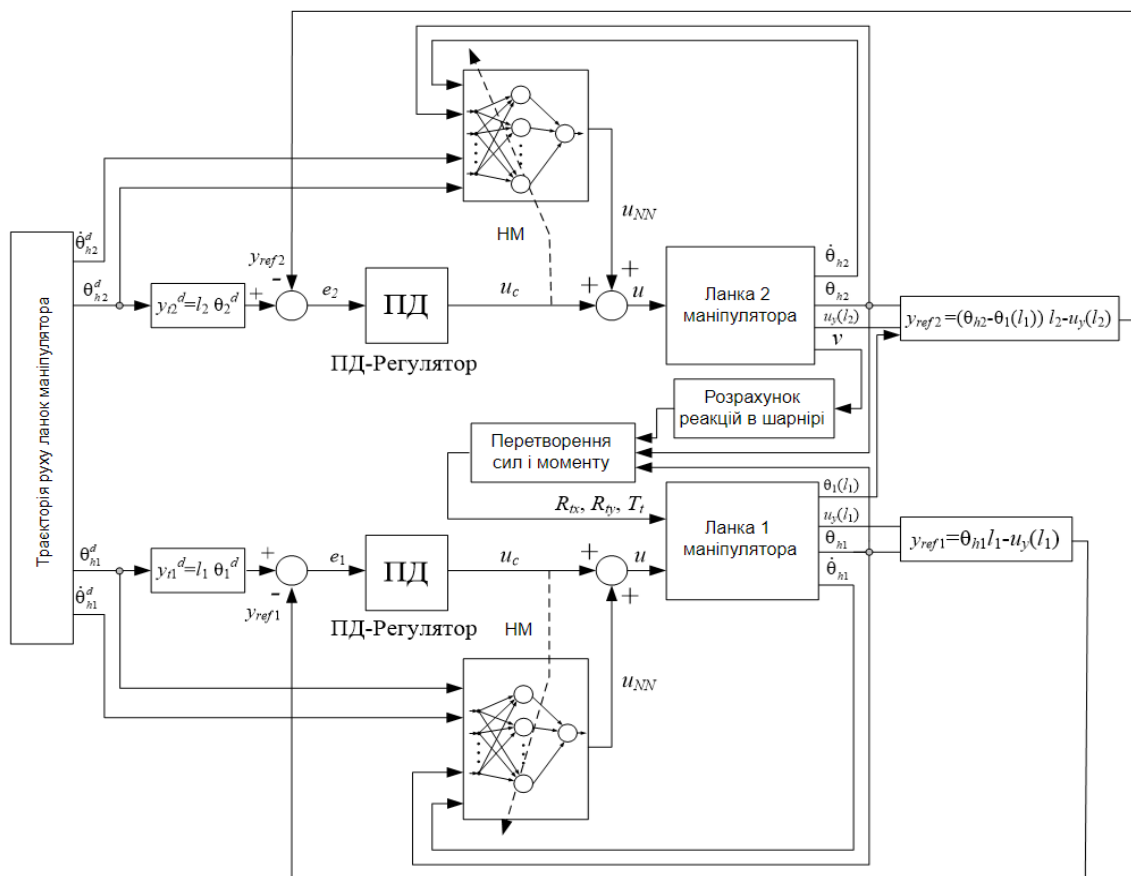 u_NN
НМ
θ̇_h2^d
θ_h2^d
y_ref2
-
y_t2^d=l_2 θ_2^d
+
e_2
ПД
u_c
+
+
u
ПД-Регулятор
Ланка 2
маніпулятора
θ̇_h2
θ_h2
u_y(l_2)
v
y_ref2=(θ_h2-θ_1(l_1)) l_2-u_y(l_2)
Траєкторія руху ланок маніпулятора
Розрахунок
реакцій в шарнірі
Перетворення
сил і моменту
R_tx, R_ty, T_t
Ланка 1
маніпулятора
θ_1(l_1)
u_y(l_1)
θ_h1
θ̇_h1
y_ref1=θ_h1 l_1-u_y(l_1)
θ_h1^d
θ̇_h1^d
y_t1^d=l_1 θ_1^d
+
-
y_ref1
e_1
ПД
u_c
+
+
u
ПД-Регулятор
НМ
u_NN